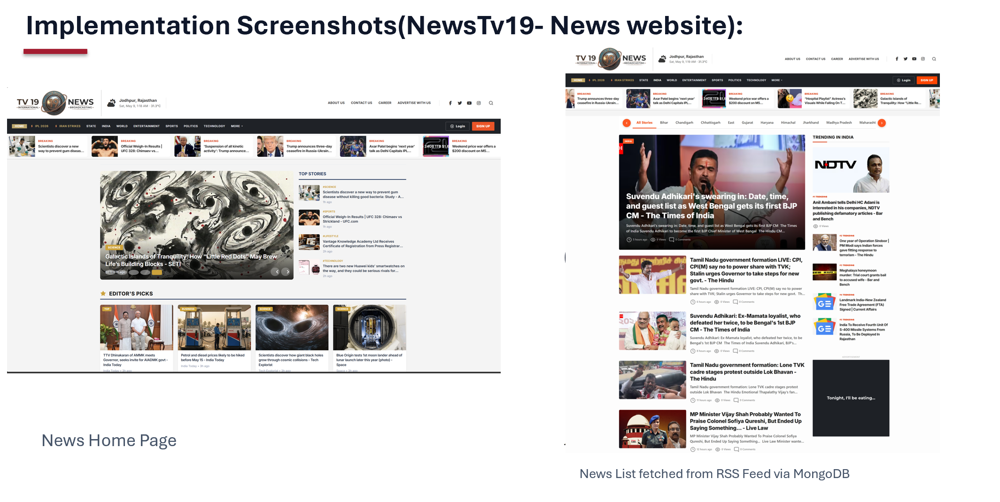 Implementation Screenshots(NewsTv19- News website):
TV 19 NEWS
•INTERNATIONAL• 19 •BROADCASTING•
Jodhpur, Rajasthan
Sat, May 9, 1:18 AM · 31.3°C
ABOUT US CONTACT US CAREER ADVERTISE WITH US
HOME IPL 2026 IRAN STRIKES STATE INDIA WORLD ENTERTAINMENT SPORTS POLITICS TECHNOLOGY MORE
Login SIGN UP
BREAKING
Scientists discover a new
way to prevent gum diseas...
BREAKING
Official Weigh-In Results |
UFC 328: Chimaev vs...
BREAKING
'Suspension of all kinetic
activity': Trump announce...
BREAKING
Trump announces three-day
ceasefire in Russia-Ukrain...
BREAKING
Axar Patel begins 'next year'
talk as Delhi Capitals IPL...
24GB 1TB $1,6
BREAKING
Weekend price war offers a
$200 discount on M5...
SCIENCE
Galactic Islands of Tranquility: How “Little Red Dots” May Brew
Life’s Building Blocks - SETI
SETI • 1h ago
TOP STORIES
#SCIENCE
Scientists discover a new way to prevent gum
disease without killing good bacteria: Study - A...
1h ago
#SPORTS
Official Weigh-In Results | UFC 328: Chimaev vs
Strickland - UFC.com
1h ago
#LIFESTYLE
Vantage Knowledge Academy Ltd Receives
Certificate of Registration from Press Registrar...
2h ago
#TECHNOLOGY
There are two new Huawei kids' smartwatches on
the way, and they could be serious rivals for...
2h ago
EDITOR'S PICKS
TOP
TTV Dhinakaran of AMMK meets
Governor, seeks invite for AIADMK govt -
India Today
India Today • 3h ago
BUSINESS
Petrol and diesel prices likely to be hiked
before May 15 - India Today
India Today • 3h ago
SCIENCE
Scientists discover how giant black holes
grow through cosmic collisions - Tech
Explorist
Tech Explorist • 3h ago
SCIENCE
Blue Origin tests 1st moon lander ahead of
lunar launch later this year (photo) -
Space
Space • 3h ago
News Home Page
TV 19 NEWS
•INTERNATIONAL• 19 •BROADCASTING•
Jodhpur, Rajasthan
Sat, May 9, 1:19 AM · 31.3°C
ABOUT US CONTACT US CAREER ADVERTISE WITH US
HOME IPL 2026 IRAN STRIKES STATE INDIA WORLD ENTERTAINMENT SPORTS POLITICS TECHNOLOGY MORE
Login SIGN UP
BREAKING
Trump announces three-day
ceasefire in Russia-Ukrain...
BREAKING
Axar Patel begins 'next year'
talk as Delhi Capitals IPL...
24GB 1TB $1,6
BREAKING
Weekend price war offers a
$200 discount on M5...
BREAKING
"Hospital Playlist" Actress's
Visuals While Falling On T...
BREAKING
Galactic Islands of
Tranquility: How “Little Re...
All Stories Bihar Chandigarh Chhattisgarh East Gujarat Haryana Himachal Jharkhand Madhya Pradesh Maharasht
INDIA
Suvendu Adhikari's swearing in: Date, time,
and guest list as West Bengal gets its first BJP
CM - The Times of India
Suvendu Adhikari's swearing in: Date, time, and guest list as West Bengal gets its first BJP CM The Times
of India Suvendu Adhikari to become the first BJP Chief Minister of West Bengal The Hindu CM...
5 hours ago 0 Views 0 Comments
Tamil Nadu government formation LIVE: CPI,
CPI(M) say no to power share with TVK;
Stalin urges Governor to take steps for new
govt. - The Hindu
Tamil Nadu government formation LIVE: CPI, CPI(M) say no to power
share with TVK; Stalin urges Governor to take steps for new govt. Th...
6 hours ago 0 Views 0 Comments
Suvendu Adhikari: Ex-Mamata loyalist, who
defeated her twice, to be Bengal's 1st BJP
CM - The Times of India
Suvendu Adhikari: Ex-Mamata loyalist, who defeated her twice, to be
Bengal's 1st BJP CM The Times of India Suvendu Adhikari, BJP's...
8 hours ago 0 Views 0 Comments
Tamil Nadu government formation: Lone TVK
cadre stages protest outside Lok Bhavan -
The Hindu
Tamil Nadu government formation: Lone TVK cadre stages protest
outside Lok Bhavan The Hindu Emotional Thapalathy Vijay's fan...
11 hours ago 0 Views 0 Comments
MP Minister Vijay Shah Probably Wanted To
Praise Colonel Sofiya Qureshi, But Ended Up
Saying Something... - Live Law
MP Minister Vijay Shah Probably Wanted To Praise Colonel Sofiya
Qureshi, But Ended Up Saying Something... Live Law Minister wante...
12 hours ago 0 Views 0 Comments
TRENDING IN INDIA
NDTV
#1 TRENDING
Anil Ambani tells Delhi HC Adani is
interested in his companies, NDTV
publishing defamatory articles - Bar
and Bench
0 Views
#2 TRENDING
One year of Operation Sindoor |
PM Modi says Indian forces
gave fitting response to
terrorism - The Hindu
#3 TRENDING
Meghalaya honeymoon
murder: Trial court grants bail
to accused wife - Bar and
Bench
#4 TRENDING
Landmark India–New Zealand
Free Trade Agreement (FTA)
Signed | Current Affairs
#5 TRENDING
India To Receive Fourth Unit Of
S-400 Missile Systems From
Russia, To Be Deployed In
Rajasthan
ADVERTISEMENT
Tonight, I'll be eating...
News List fetched from RSS Feed via MongoDB